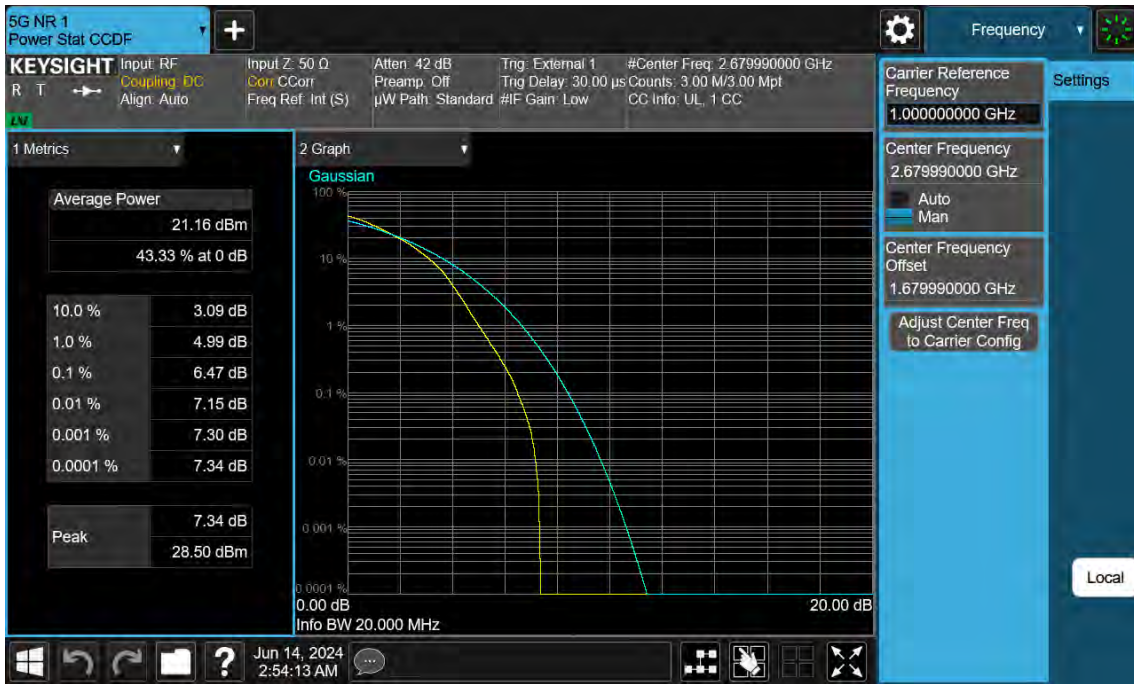 5G NR 1
Power Stat CCDF
Frequency
KEYSIGHT
R T
LNI
Input: RF
Coupling: DC
Align: Auto
Input Z: 50 Ω
Corr CCorr
Freq Ref: Int (S)
Atten: 42 dB
Preamp: Off
µW Path: Standard
Trig: External 1
Trig Delay: 30.00 µs
#IF Gain: Low
#Center Freq: 2.679990000 GHz
Counts: 3.00 M/3.00 Mpt
CC Info: UL, 1 CC
1 Metrics
Average Power
21.16 dBm
43.33 % at 0 dB
10.0 % 3.09 dB
1.0 % 4.99 dB
0.1 % 6.47 dB
0.01 % 7.15 dB
0.001 % 7.30 dB
0.0001 % 7.34 dB
Peak
7.34 dB
28.50 dBm
2 Graph
Gaussian
100 %
10 %
1 %
0.1 %
0.01 %
0.001 %
0.0001 %
0.00 dB 20.00 dB
Info BW 20.000 MHz
Carrier Reference
Frequency
1.000000000 GHz
Center Frequency
2.679990000 GHz
Auto
Man
Center Frequency
Offset
1.679990000 GHz
Adjust Center Freq
to Carrier Config
Settings
Local
?
Jun 14, 2024
2:54:13 AM